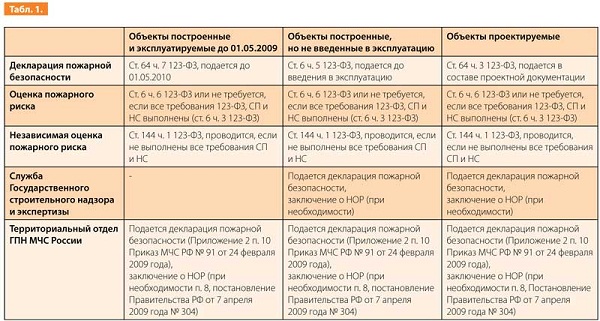 Табл. 1.
Объекты построенные
и эксплуатируемые до 01.05.2009
Объекты построенные,
но не введенные в эксплуатацию
Объекты проектируемые
Декларация пожарной
безопасности
Ст. 64 ч. 7 123-ФЗ, подается до
01.05.2010
Ст. 6 ч. 5 123-ФЗ, подается до
введения в эксплуатацию
Ст. 64 ч. 3 123-ФЗ, подается в
составе проектной документации
Оценка пожарного
риска
Ст. 6 ч. 6 123-ФЗ или не требуется,
если все требования 123-ФЗ, СП и
НС выполнены (ст. 6 ч. 3 123-ФЗ)
Ст. 6 ч. 6 123-ФЗ или не требуется,
если все требования 123-ФЗ, СП и
НС выполнены (ст. 6 ч. 3 123-ФЗ)
Ст. 6 ч. 6 123-ФЗ или не требуется,
если все требования 123-ФЗ, СП и
НС выполнены (ст. 6 ч. 3 123-ФЗ)
Независимая оценка
пожарного риска
Ст. 144 ч. 1 123-ФЗ, проводится, если
не выполнены все требования СП
и НС
Ст. 144 ч. 1 123-ФЗ, проводится, если
не выполнены все требования СП
и НС
Ст. 144 ч. 1 123-ФЗ, проводится, если
не выполнены все требования СП
и НС
Служба
Государственного
строительного надзора
и экспертизы
-
Подается декларация пожарной
безопасности,
заключение о НОР (при
необходимости)
Подается декларация пожарной
безопасности,
заключение о НОР (при
необходимости)
Территориальный отдел
ГПН МЧС России
Подается декларация пожарной
безопасности (Приложение 2 п. 10
Приказ МЧС РФ № 91 от 24 февраля
2009 года),
заключение о НОР (при
необходимости п. 8, постановление
Правительства РФ от 7 апреля
2009 года № 304)
Подается декларация пожарной
безопасности (Приложение 2 п. 10
Приказ МЧС РФ № 91 от 24 февраля
2009 года),
заключение о НОР (при
необходимости п. 8, Постановление
Правительства РФ от 7 апреля
2009 года № 304)
Подается декларация пожарной
безопасности (Приложение 2 п. 10
Приказ МЧС РФ № 91 от 24 февраля
2009 года),
заключение о НОР (при
необходимости п. 8, Постановление
Правительства РФ от 7 апреля
2009 года № 304)